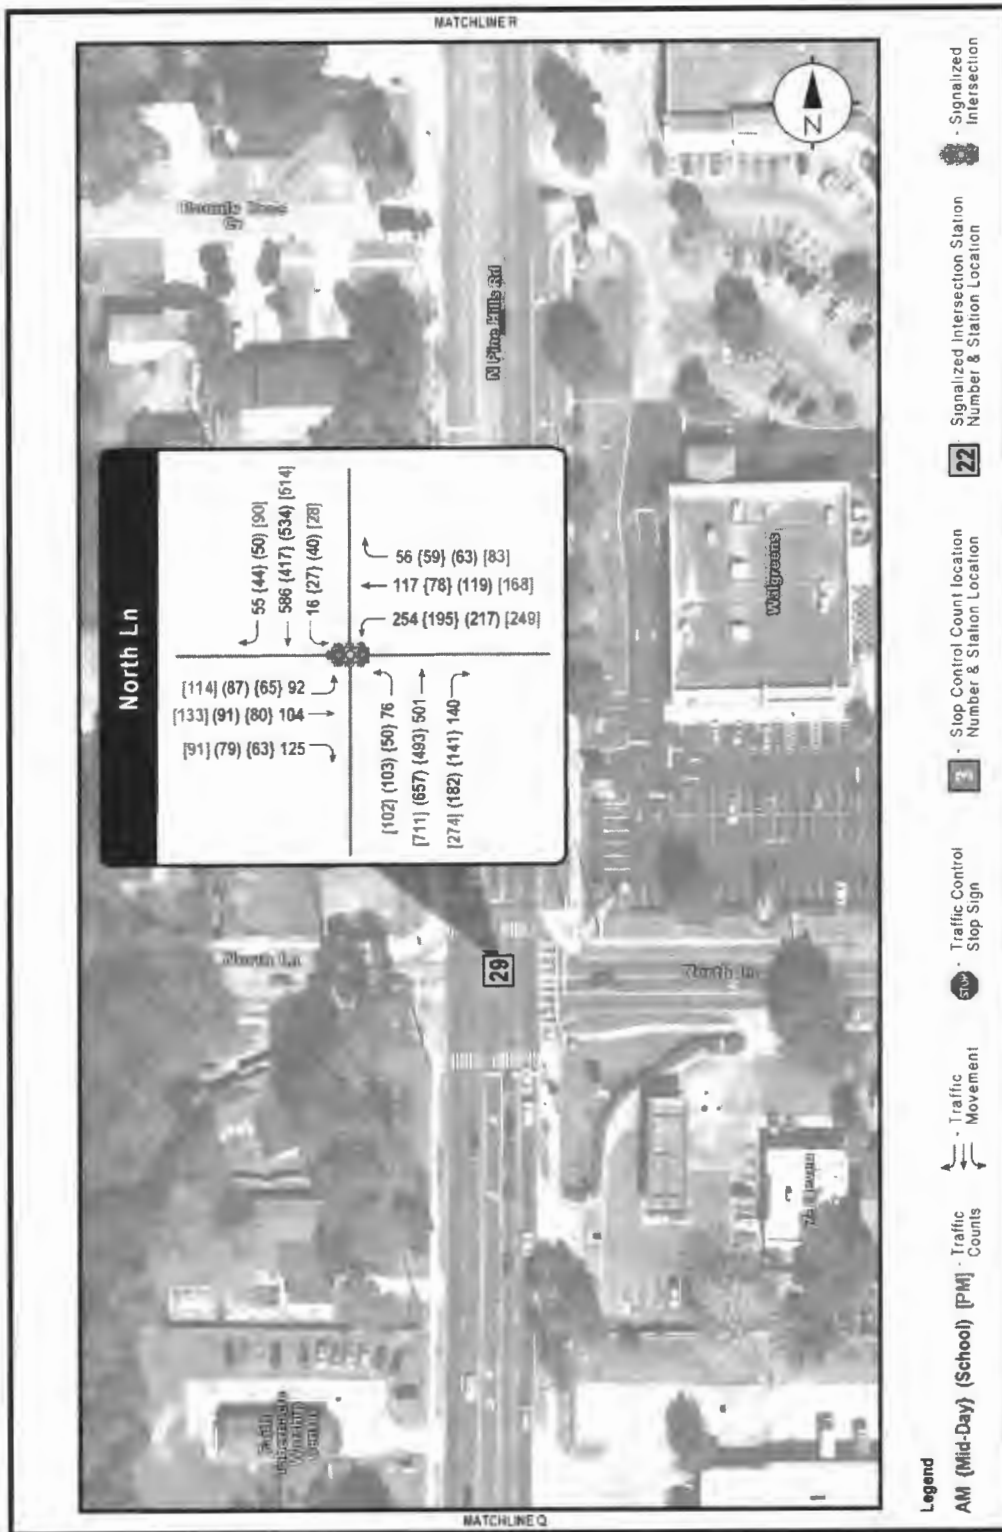 MATCHLINE R
N
N Pine Hills Rd
North Ln
55 {44} (50) [90]
586 {417} (534) [514]
16 {27} (40) [28]
56 {59} (63) [83]
117 {78} (119) [168]
254 {195} (217) [249]
[114] (87) {65} 92
[133] (91) {80} 104
[91] (79) {63} 125
[102] (103) {50} 76
[711] (657) {493} 501
[274] (182) {141} 140
Walgreens
North Ln
29
North Ln
MATCHLINE Q
Legend
AM {Mid-Day} (School) [PM] - Traffic
Counts
- Traffic
Movement
STOP - Traffic Control
Stop Sign
3 - Stop Control Count location
Number & Station Location
22 - Signalized Intersection Station
Number & Station Location
- Signalized
Intersection